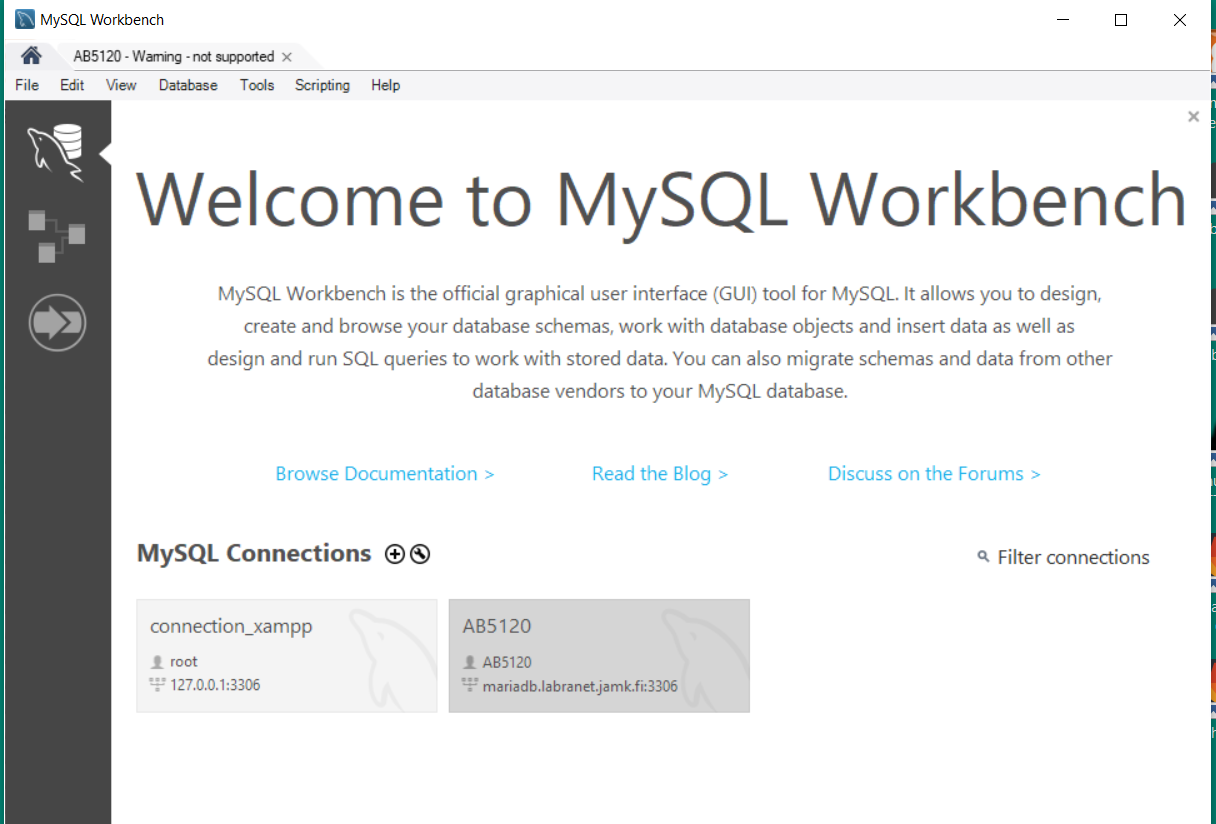 MySQL Workbench
AB5120 - Warning - not supported
File Edit View Database Tools Scripting Help
Welcome to MySQL Workbench
MySQL Workbench is the official graphical user interface (GUI) tool for MySQL. It allows you to design,
create and browse your database schemas, work with database objects and insert data as well as
design and run SQL queries to work with stored data. You can also migrate schemas and data from other
database vendors to your MySQL database.
Browse Documentation > Read the Blog > Discuss on the Forums >
MySQL Connections
Filter connections
connection_xampp
root
127.0.0.1:3306
AB5120
AB5120
mariadb.labranet.jamk.fi:3306